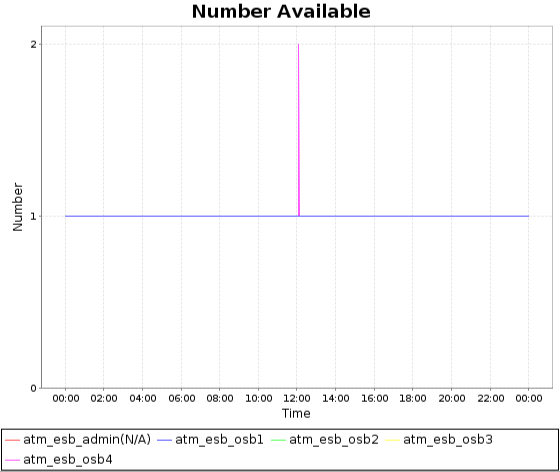 Number Available
2
1
0
Number
00:00 02:00 04:00 06:00 08:00 10:00 12:00 14:00 16:00 18:00 20:00 22:00 00:00
Time
atm_esb_admin(N/A) atm_esb_osb1 atm_esb_osb2 atm_esb_osb3
atm_esb_osb4